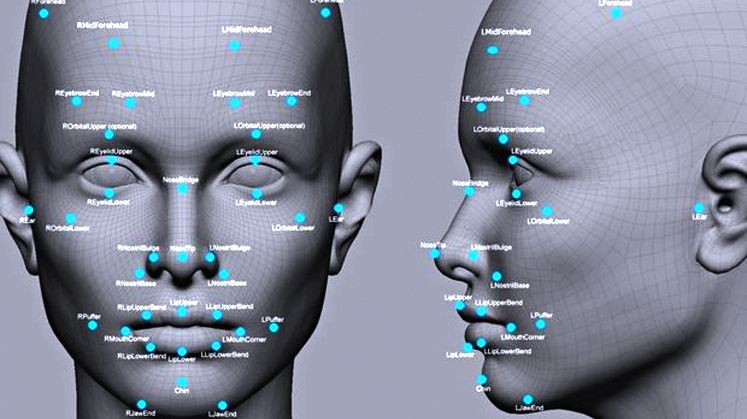 RForehead
LForehead
RMidForehead
LMidForehead
REyebrowEnd
REyebrowMid
LEyebrowMid
LEyebrowEnd
ROrbitalUpper(optional)
LOrbitalUpper(optional)
REyelidUpper
LEyelidUpper
NoseBridge
REyelidLower
LEyelidLower
REar
ROrbitalLower
LOrbitalLower
LEar
RNostrilBulge
NoseTip
LNostrilBulge
RNostrilBase
LNostrilBase
RLipUpperBend
LipUpper
LLipUpperBend
RPuffer
LPuffer
RMouthCorner
LMouthCorner
RLipLowerBend
LipLower
LLipLowerBend
Chin
RJawEnd
LJawEnd
LForehead
LMidForehead
LEyebrowMid
LEyebrowEnd
LOrbitalUpper(optional)
LEyelidUpper
NoseBridge
LEyelidLower
LOrbitalLower
LEar
NoseTip
LNostrilBulge
LNostrilBase
LipUpper
LLipUpperBend
LPuffer
LMouthCorner
LipLower
LLipLowerBend
Chin
LJawEnd